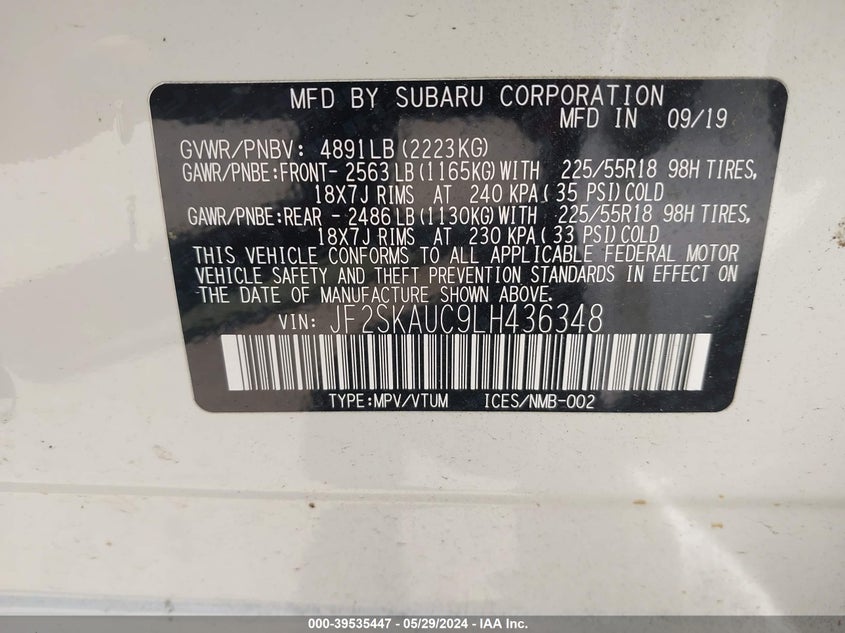 MFD BY SUBARU CORPORATION
MFD IN 09/19
GVWR/PNBV: 4891LB(2223KG)
GAWR/PNBE:FRONT- 2563LB(1165KG)WITH 225/55R18 98H TIRES,
18X7J RIMS AT 240 KPA( 35 PSI)COLD
GAWR/PNBE:REAR - 2486LB(1130KG)WITH 225/55R18 98H TIRES,
18X7J RIMS AT 230 KPA( 33 PSI)COLD
THIS VEHICLE CONFORMS TO ALL APPLICABLE FEDERAL MOTOR
VEHICLE SAFETY AND THEFT PREVENTION STANDARDS IN EFFECT ON
THE DATE OF MANUFACTURE SHOWN ABOVE.
VIN: JF2SKAUC9LH436348
TYPE:MPV/VTUM ICES/NMB-002
000-39535447 - 05/29/2024 - IAA Inc.